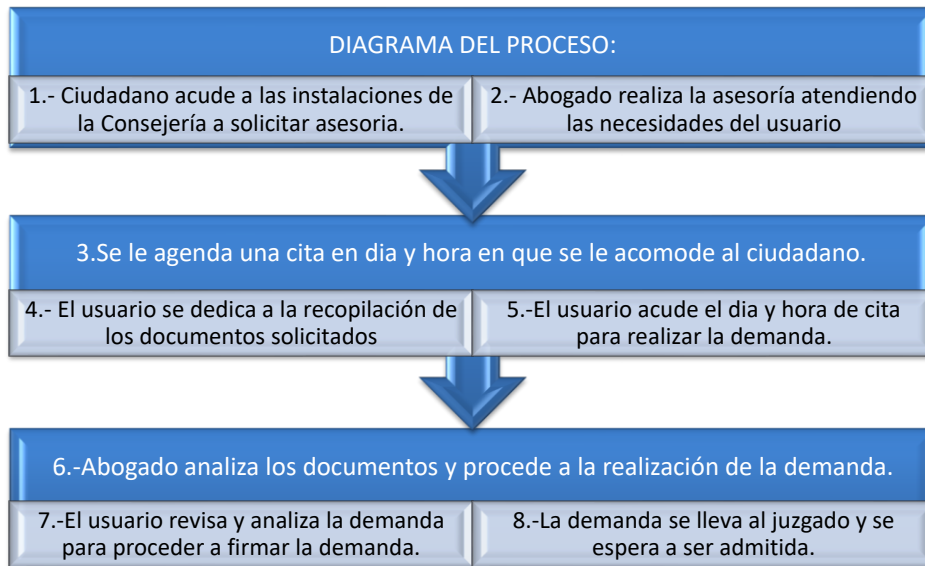 DIAGRAMA DEL PROCESO:
1.- Ciudadano acude a las instalaciones de
la Consejería a solicitar asesoria.
2.- Abogado realiza la asesoría atendiendo
las necesidades del usuario
3.Se le agenda una cita en dia y hora en que se le acomode al ciudadano.
4.- El usuario se dedica a la recopilación de
los documentos solicitados
5.-El usuario acude el dia y hora de cita
para realizar la demanda.
6.-Abogado analiza los documentos y procede a la realización de la demanda.
7.-El usuario revisa y analiza la demanda
para proceder a firmar la demanda.
8.-La demanda se lleva al juzgado y se
espera a ser admitida.